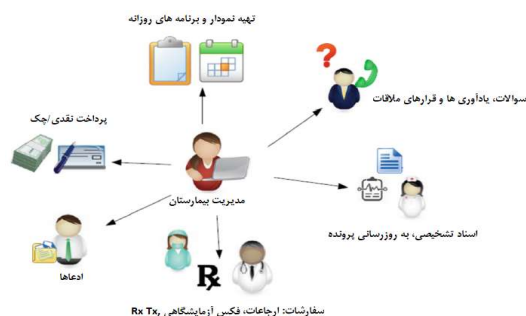 تهیه نمودار و برنامه های روزانه
سوالات، یادآوری ها و قرارهای ملاقات
پرداخت نقدی/چک
مدیریت بیمارستان
اسناد تشخیصی، به روزرسانی پرونده
ادعاها
Rx
سفارشات: ارجاعات، فکس آزمایشگاهی ,Rx Tx